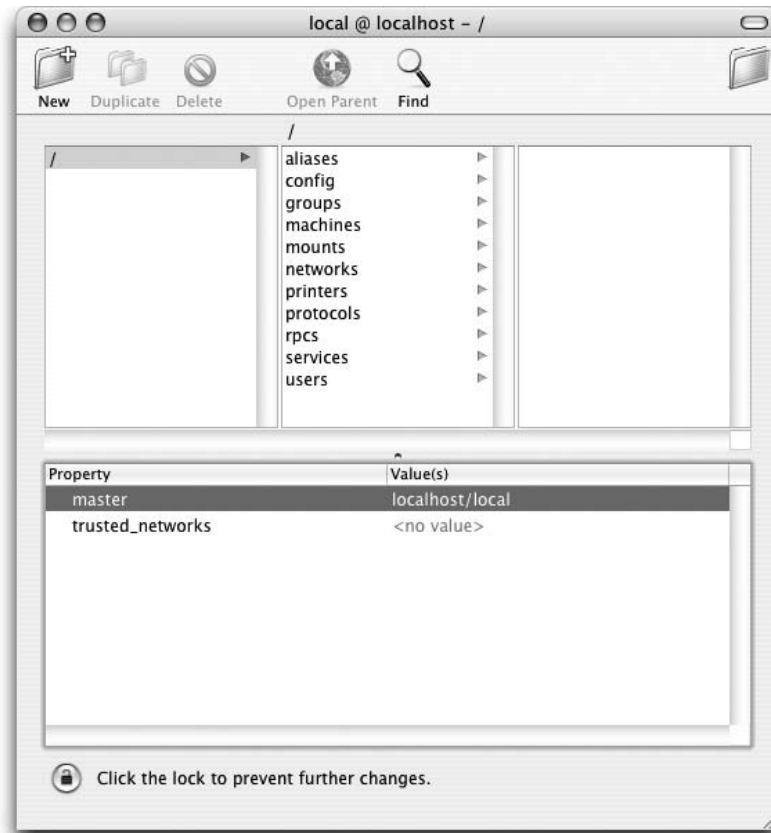 local @ localhost – /
New Duplicate Delete Open Parent Find
/
/ aliases
config
groups
machines
mounts
networks
printers
protocols
rpcs
services
users
Property Value(s)
master localhost/local
trusted_networks <no value>
Click the lock to prevent further changes.